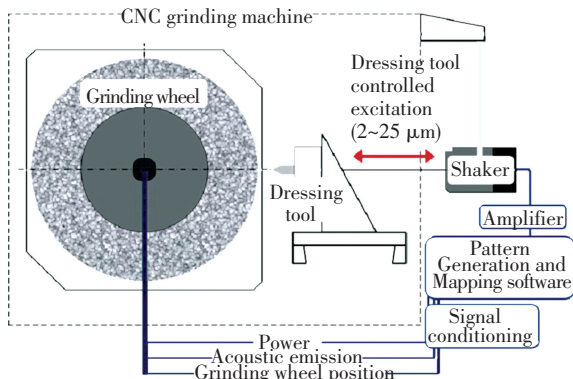 CNC grinding machine
Grinding wheel
Dressing tool
controlled
excitation
(2~25 μm)
Dressing
tool
Shaker
Amplifier
Pattern
Generation and
Mapping software
Signal
conditioning
Power
Acoustic emission
Grinding wheel position